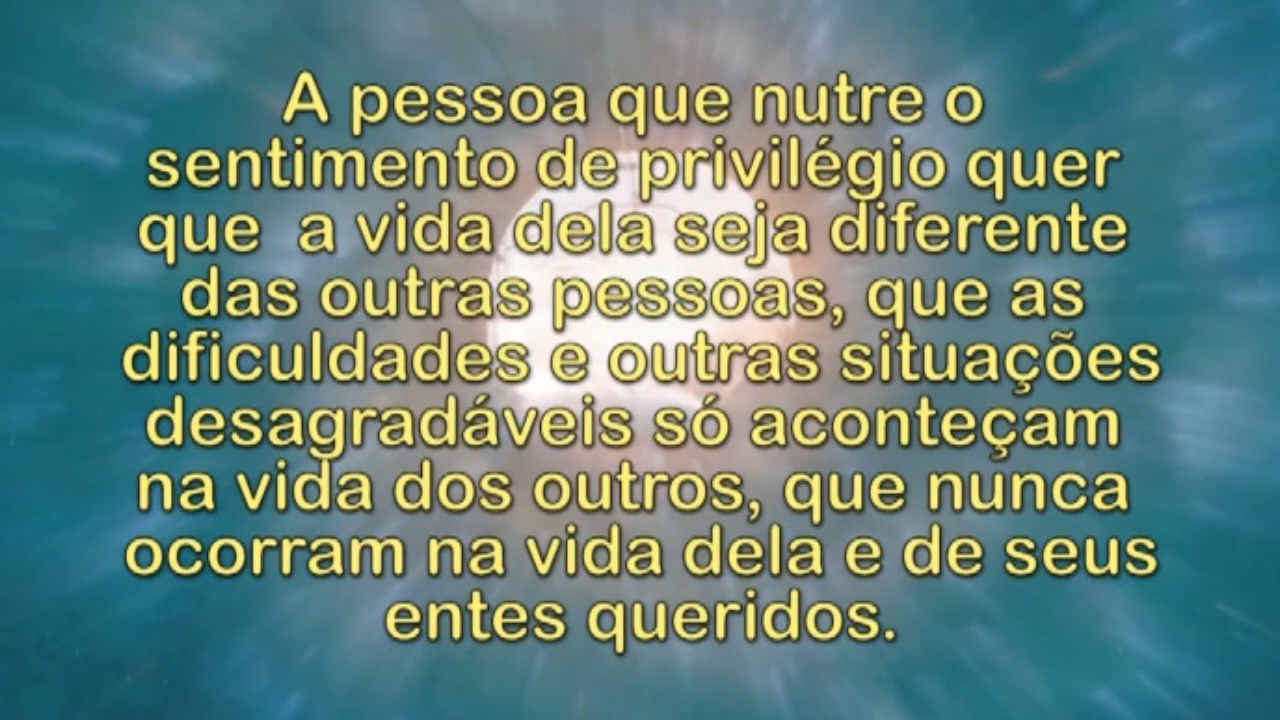 A pessoa que nutre o
sentimento de privilégio quer
que  a vida dela seja diferente
das outras pessoas, que as
dificuldades e outras situações
desagradáveis só aconteçam
na vida dos outros, que nunca
ocorram na vida dela e de seus
entes queridos.